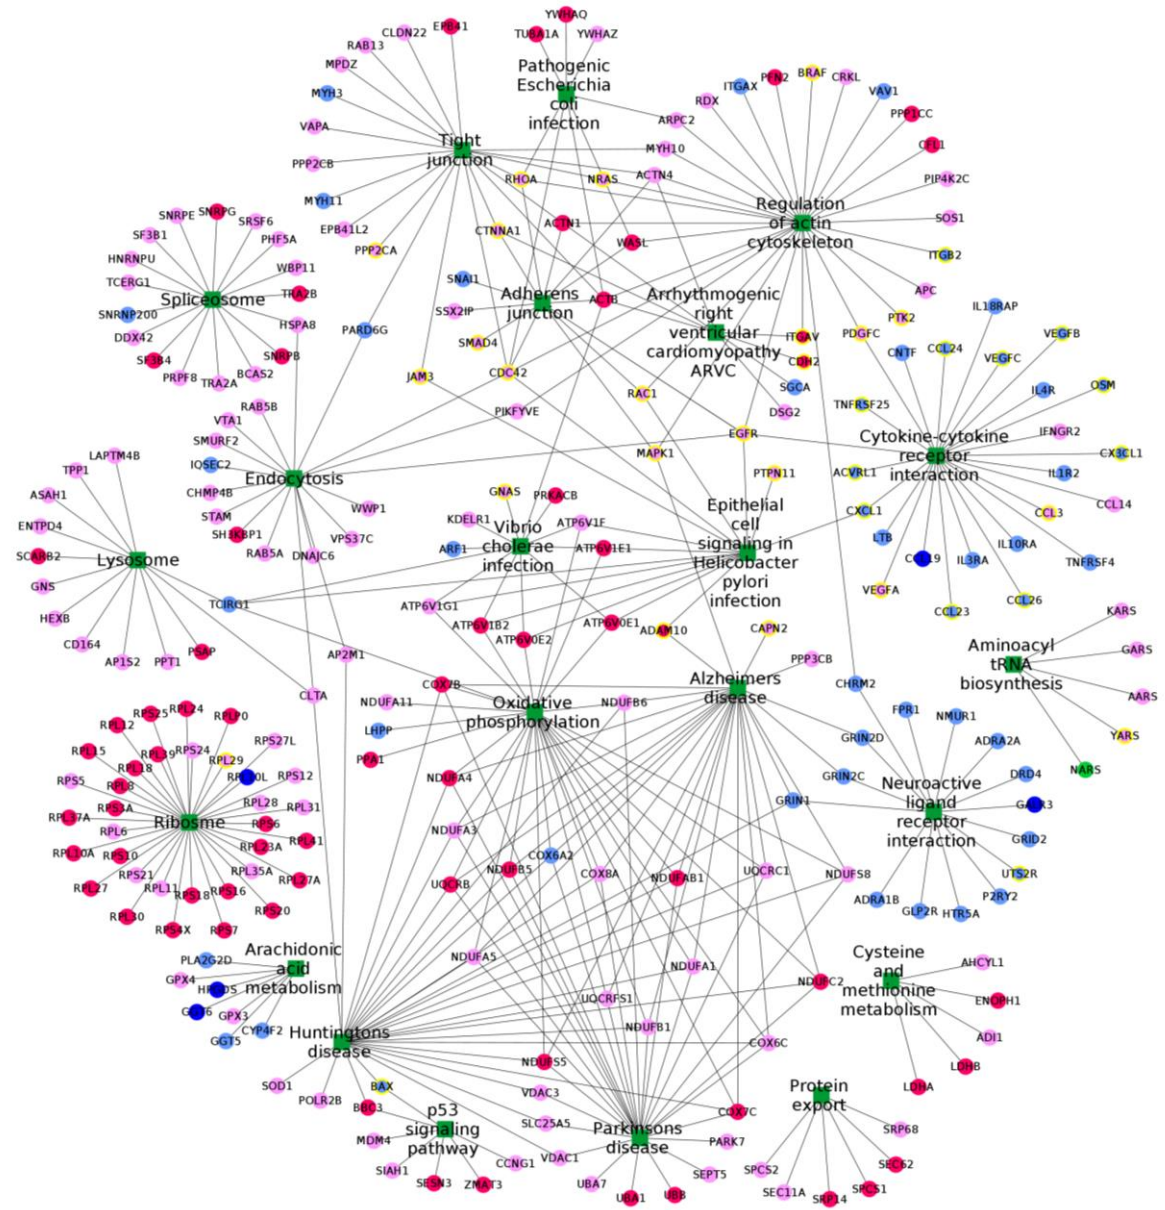 YWHAQ
EPB41
CLDN22
TUBA1A
YWHAZ
RAB13
MPDZ
Pathogenic
Escherichia
coli
infection
ITGAX
PFN2
BRAF
CRKL
VAV1
MYH3
RDX
PPP1CC
VAPA
ARPC2
CFL1
Tight
junction
MYH10
PPP2CB
RHOA
NRAS
ACTN4
PIP4K2C
MYH11
Regulation
of actin
cytoskeleton
SOS1
EPB41L2
CTNNA1
ACTN1
WASL
PPP2CA
ITGB2
SNRPE
SNRPG
SRSF6
SF3B1
PHF5A
HNRNPU
WBP11
TCERG1
TRA2B
Spliceosome
SNRNP200
HSPA8
DDX42
SF3B4
SNRPB
PRPF8
TRA2A
BCAS2
SNAI1
SSX2IP
Adherens
junction
ACTB
Arrhythmogenic
right
ventricular
cardiomyopathy
ARVC
APC
IL18RAP
PTK2
PDGFC
ITGAV
CDH2
SGCA
DSG2
PARD6G
SMAD4
JAM3
CDC42
RAC1
PIKFYVE
EGFR
MAPK1
CNTF
CCL24
VEGFC
VEGFB
IL4R
OSM
TNFRSF25
IFNGR2
Cytokine-cytokine
receptor
interaction
CX3CL1
ACVRL1
IL1R2
CXCL1
CCL3
CCL14
LTB
IL10RA
IL3RA
TNFRSF4
VEGFA
CCL23
CCL26
RAB5B
VTA1
SMURF2
IQSEC2
Endocytosis
CHMP4B
STAM
SH3KBP1
RAB5A
DNAJC6
WWP1
VPS37C
LAPTM4B
TPP1
ASAH1
ENTPD4
SCARB2
Lysosome
GNS
HEXB
CD164
AP1S2
PPT1
PSAP
TCIRG1
AP2M1
CLTA
GNAS
PRKACB
PTPN11
KDELR1
ATP6V1F
Vibrio
cholerae
infection
ARF1
ATP6V1E1
Epithelial
cell
signaling in
Helicobacter
pylori
infection
ATP6V1G1
ATP6V1B2
ATP6V0E2
ATP6V0E1
ADAM10
CAPN2
KARS
GARS
Aminoacyl
tRNA
biosynthesis
AARS
YARS
NARS
COX7B
PPP3CB
Alzheimers
disease
CHRM2
NDUFA11
Oxidative
phosphorylation
NDUFB6
LHPP
PPA1
GRIN2D
FPR1
NMUR1
ADRA2A
GRIN2C
DRD4
GRIN1
Neuroactive
ligand
receptor
interaction
GRID2
UTS2R
P2RY2
ADRA1B
GLP2R
HTR5A
RPS25
RPL24
RPLP0
RPL12
RPS27L
RPL15
RPL39
RPS24
RPL29
RPL18
RPL10L
RPS12
RPS5
RPL8
RPS3A
RPL28
RPL31
RPL37A
Ribosme
RPL6
RPS6
RPL41
RPL10A
RPS10
RPL23A
RPS21
RPL35A
RPL27A
RPL27
RPL11
RPS18
RPS16
RPL30
RPS4X
RPS7
RPS20
NDUFA4
NDUFA3
COX6A2
NDUFB5
UQCRB
COX8A
NDUFAB1
UQCRC1
NDUFS8
NDUFA5
NDUFA1
NDUFC2
UQCRFS1
NDUFB1
COX6C
NDUFS5
COX7C
Arachidonic
acid
metabolism
PLA2G2D
GPX4
GPX3
GGT5
CYP4F2
Huntingtons
disease
SOD1
POLR2B
BAX
BBC3
p53
signaling
pathway
MDM4
SIAH1
SESN3
ZMAT3
CCNG1
VDAC3
SLC25A5
VDAC1
Parkinsons
disease
PARK7
SEPT5
UBA7
UBA1
UBB
Cysteine
and
methionine
metabolism
AHCYL1
ENOPH1
ADI1
LDHB
LDHA
Protein
export
SRP68
SEC62
SPCS1
SRP14
SEC11A
SPCS2